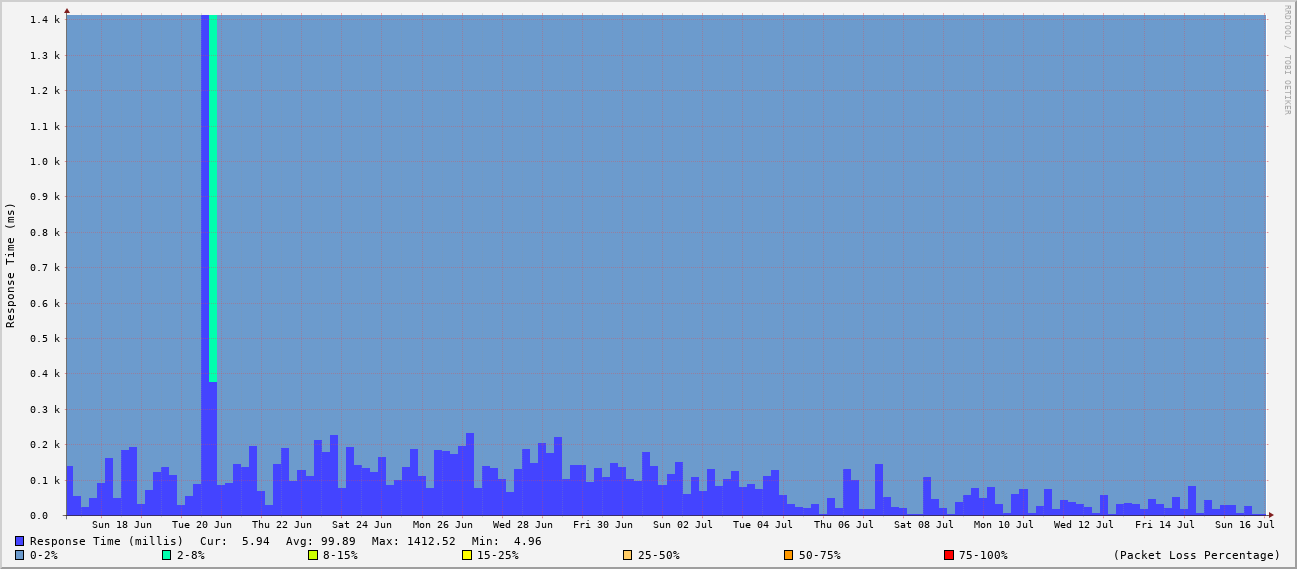 RRDTOOL / TOBI OETIKER
Response Time (ms)
1.4 k
1.3 k
1.2 k
1.1 k
1.0 k
0.9 k
0.8 k
0.7 k
0.6 k
0.5 k
0.4 k
0.3 k
0.2 k
0.1 k
0.0
Sun 18 Jun Tue 20 Jun Thu 22 Jun Sat 24 Jun Mon 26 Jun Wed 28 Jun Fri 30 Jun Sun 02 Jul Tue 04 Jul Thu 06 Jul Sat 08 Jul Mon 10 Jul Wed 12 Jul Fri 14 Jul Sun 16 Jul
Response Time (millis) Cur: 5.94 Avg: 99.89 Max: 1412.52 Min: 4.96
0-2% 2-8% 8-15% 15-25% 25-50% 50-75% 75-100% (Packet Loss Percentage)